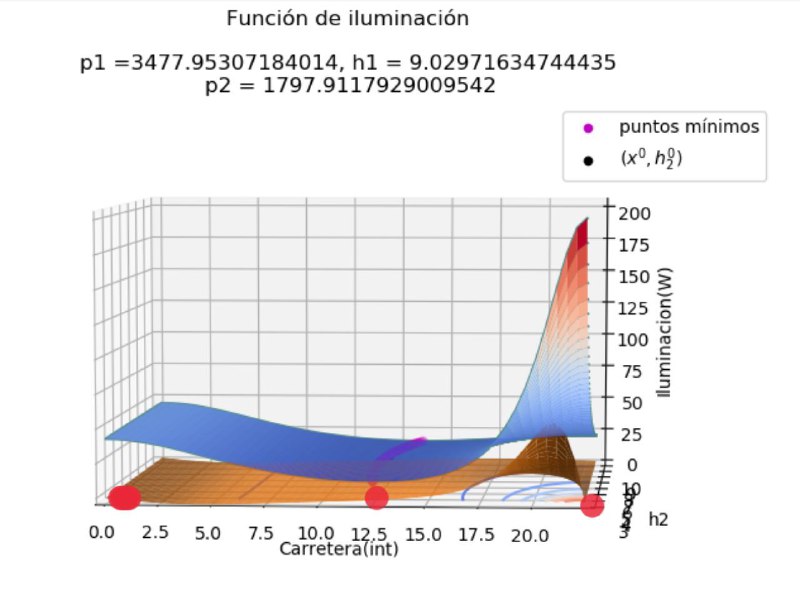 Función de iluminación
p1 =3477.95307184014, h1 = 9.02971634744435
p2 = 1797.9117929009542
puntos mínimos
(x⁰, h₂⁰)
200
175
150
125
100
75
50
25
0
Iluminacion(W)
10
3
h2
0.0 2.5 5.0 7.5 10.0 12.5 15.0 17.5 20.0
Carretera(int)